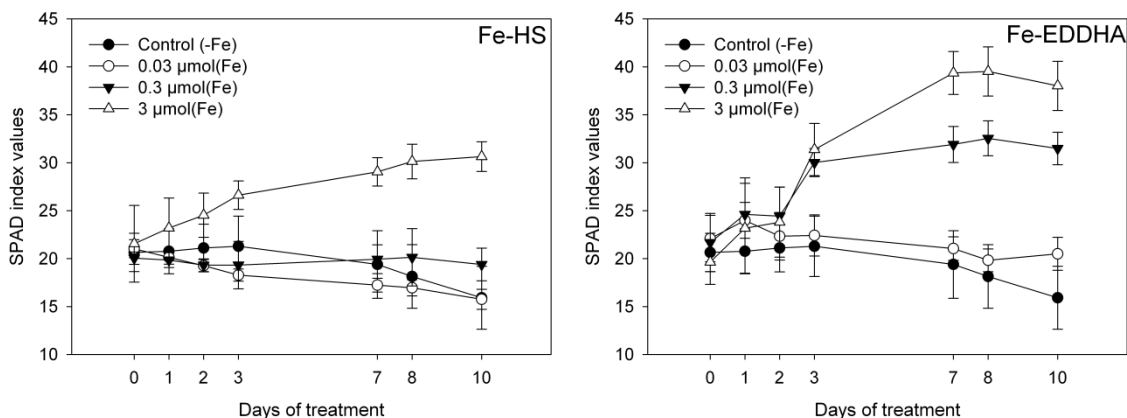 Fe-HS
Control (-Fe)
0.03 µmol(Fe)
0.3 µmol(Fe)
3 µmol(Fe)
SPAD index values
45
40
35
30
25
20
15
10
0 1 2 3 7 8 10
Days of treatment
Fe-EDDHA
Control (-Fe)
0.03 µmol(Fe)
0.3 µmol(Fe)
3 µmol(Fe)
SPAD index values
45
40
35
30
25
20
15
10
0 1 2 3 7 8 10
Days of treatment